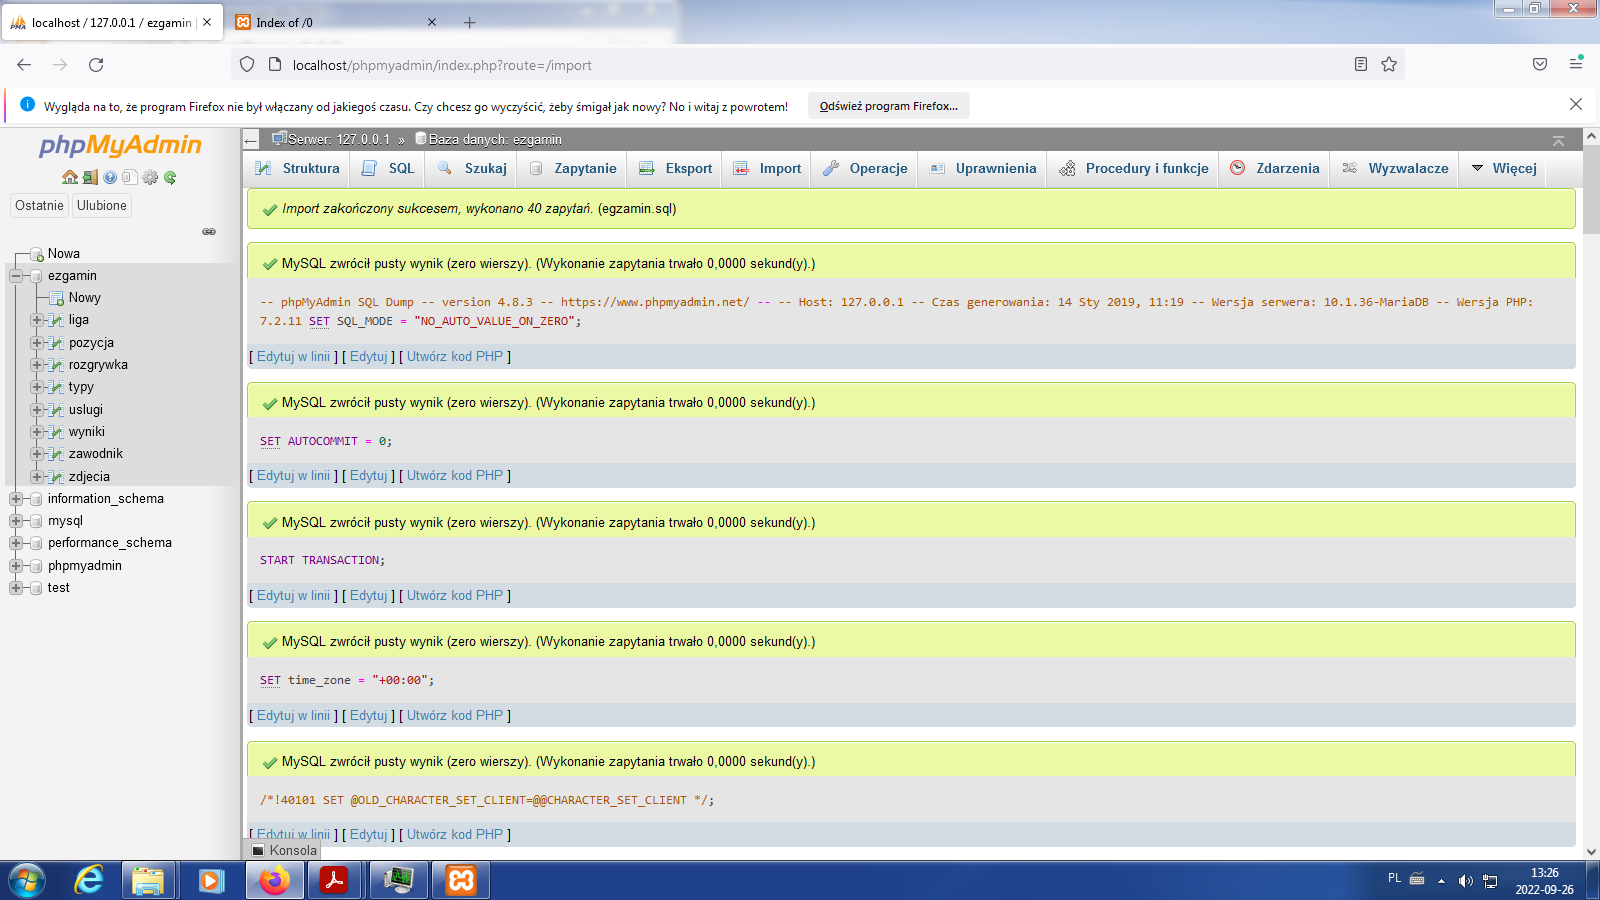 localhost / 127.0.0.1 / ezgamin |
Index of /0
localhost/phpmyadmin/index.php?route=/import
Wygląda na to, że program Firefox nie był włączany od jakiegoś czasu. Czy chcesz go wyczyścić, żeby śmigał jak nowy? No i witaj z powrotem!
Odśwież program Firefox...
phpMyAdmin
Ostatnie
Ulubione
Nowa
ezgamin
Nowy
liga
pozycja
rozgrywka
typy
uslugi
wyniki
zawodnik
zdjecia
information_schema
mysql
performance_schema
phpmyadmin
test
Serwer: 127.0.0.1 » Baza danych: ezgamin
Struktura SQL Szukaj Zapytanie Eksport Import Operacje Uprawnienia Procedury i funkcje Zdarzenia Wyzwalacze Więcej
Import zakończony sukcesem, wykonano 40 zapytań. (egzamin.sql)
MySQL zwrócił pusty wynik (zero wierszy). (Wykonanie zapytania trwało 0,0000 sekund(y).)
-- phpMyAdmin SQL Dump -- version 4.8.3 -- https://www.phpmyadmin.net/ -- -- Host: 127.0.0.1 -- Czas generowania: 14 Sty 2019, 11:19 -- Wersja serwera: 10.1.36-MariaDB -- Wersja PHP:
7.2.11 SET SQL_MODE = "NO_AUTO_VALUE_ON_ZERO";
[ Edytuj w linii ] [ Edytuj ] [ Utwórz kod PHP ]
MySQL zwrócił pusty wynik (zero wierszy). (Wykonanie zapytania trwało 0,0000 sekund(y).)
SET AUTOCOMMIT = 0;
[ Edytuj w linii ] [ Edytuj ] [ Utwórz kod PHP ]
MySQL zwrócił pusty wynik (zero wierszy). (Wykonanie zapytania trwało 0,0000 sekund(y).)
START TRANSACTION;
[ Edytuj w linii ] [ Edytuj ] [ Utwórz kod PHP ]
MySQL zwrócił pusty wynik (zero wierszy). (Wykonanie zapytania trwało 0,0000 sekund(y).)
SET time_zone = "+00:00";
[ Edytuj w linii ] [ Edytuj ] [ Utwórz kod PHP ]
MySQL zwrócił pusty wynik (zero wierszy). (Wykonanie zapytania trwało 0,0000 sekund(y).)
/*!40101 SET @OLD_CHARACTER_SET_CLIENT=@@CHARACTER_SET_CLIENT */;
[ Edytuj w linii ] [ Edytuj ] [ Utwórz kod PHP ]
Konsola
PL
13:26
2022-09-26